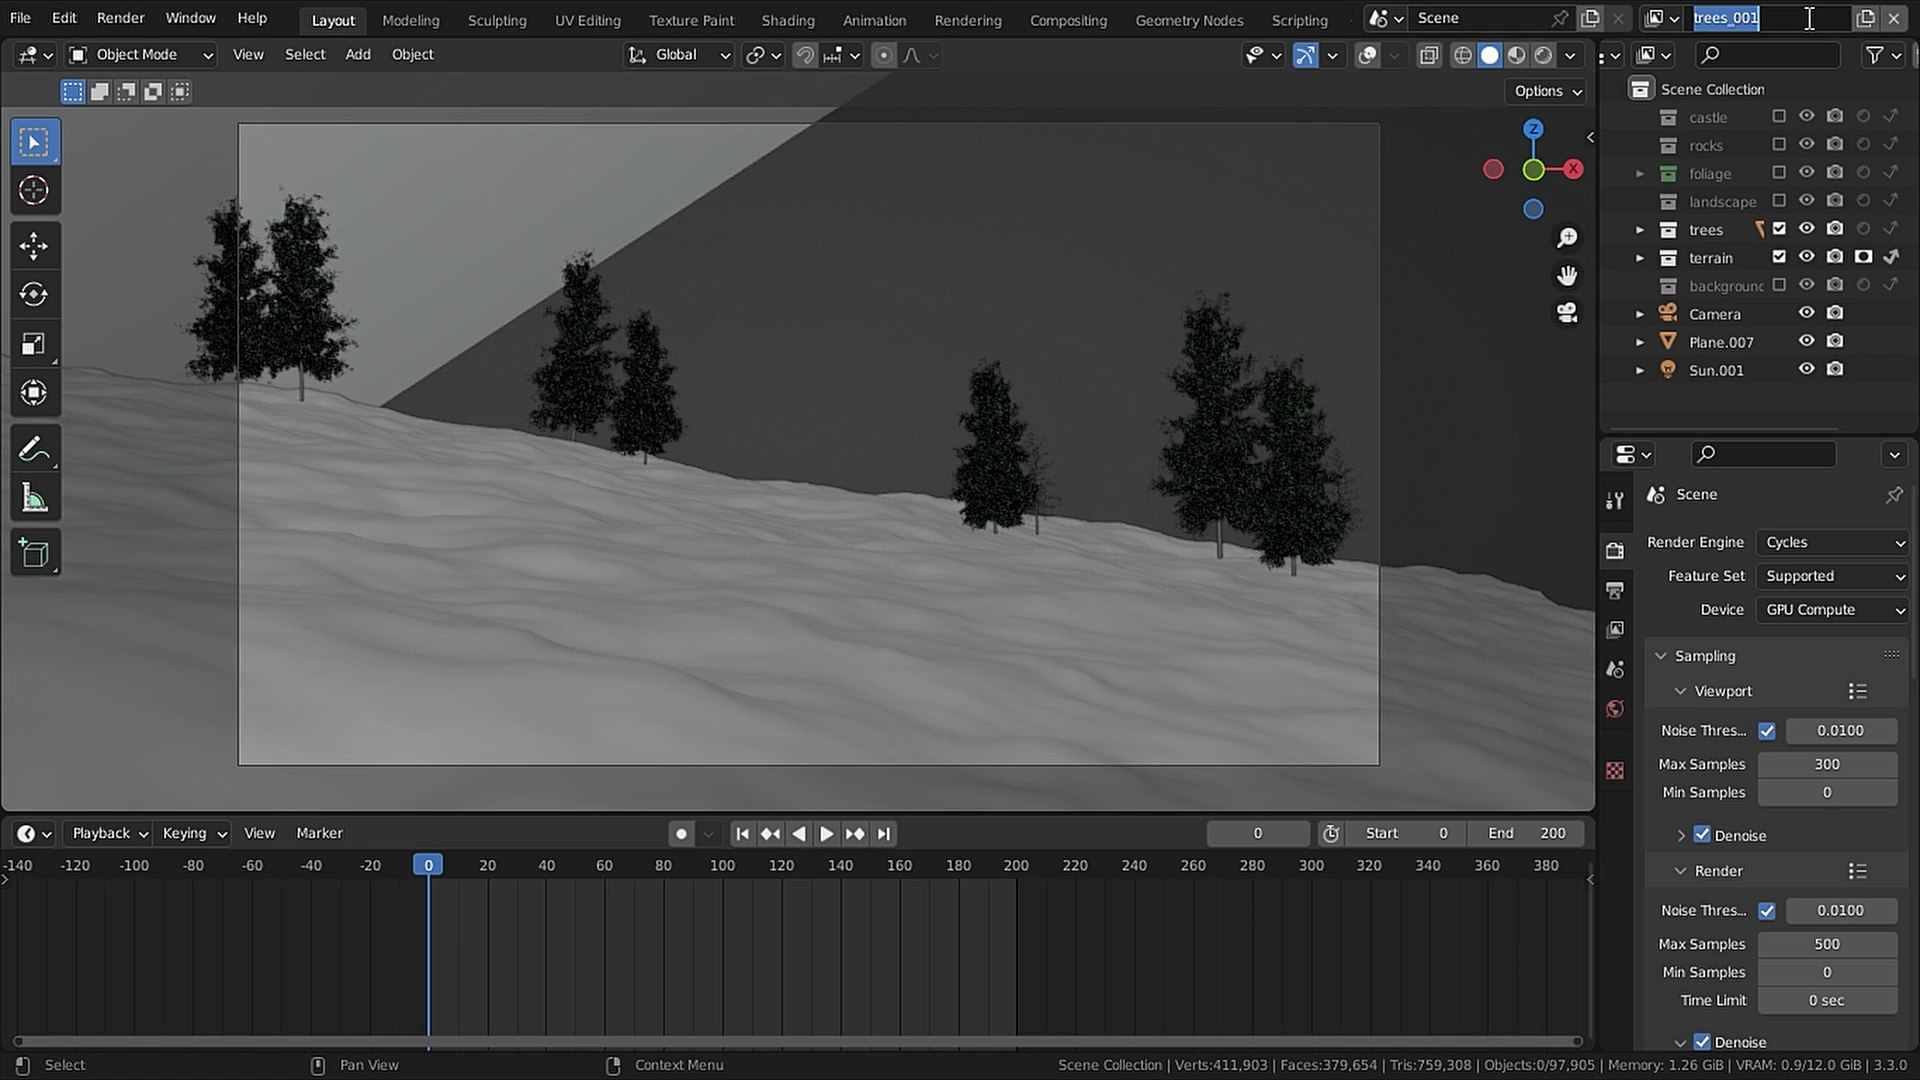 File Edit Render Window Help Layout Modeling Sculpting UV Editing Texture Paint Shading Animation Rendering Compositing Geometry Nodes Scripting Scene trees_001
Object Mode View Select Add Object Global
Options
Z
X
Scene Collection
castle
rocks
foliage
landscape
trees
terrain
background
Camera
Plane.007
Sun.001
Scene
Render Engine Cycles
Feature Set Supported
Device GPU Compute
Sampling
Viewport
Noise Thres... 0.0100
Max Samples 300
Min Samples 0
Denoise
Render
Noise Thres... 0.0100
Max Samples 500
Min Samples 0
Time Limit 0 sec
Denoise
Playback Keying View Marker 0 Start 0 End 200
-140 -120 -100 -80 -60 -40 -20 0 20 40 60 80 100 120 140 160 180 200 220 240 260 280 300 320 340 360 380
Select Pan View Context Menu Scene Collection | Verts:411,903 | Faces:379,654 | Tris:759,308 | Objects:0/97,905 | Memory: 1.26 GiB | VRAM: 0.9/12.0 GiB | 3.3.0